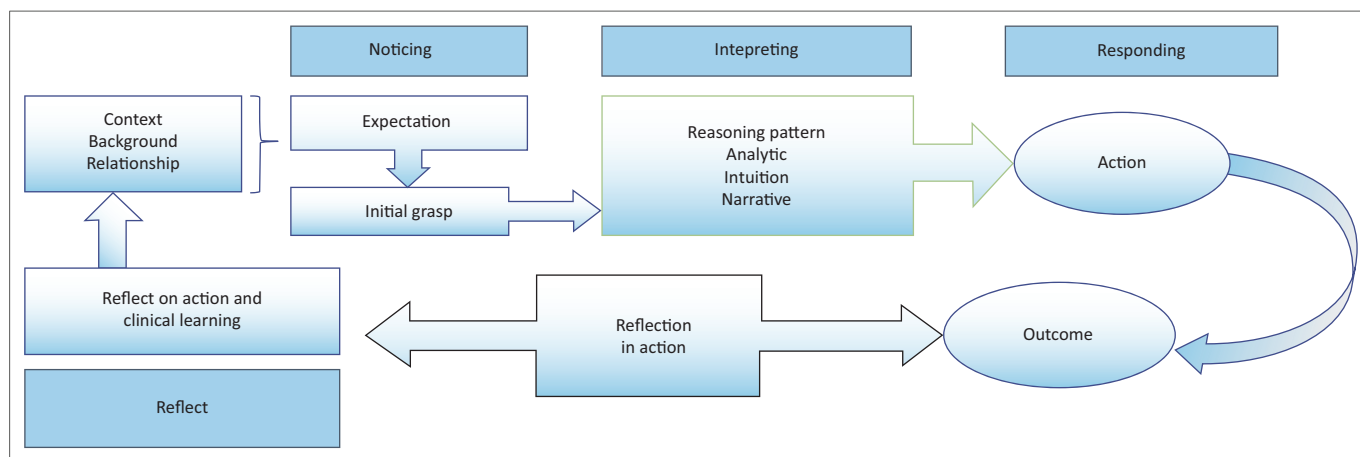 Noticing
Intepreting
Responding
Context
Background
Relationship
Expectation
Initial grasp
Reasoning pattern
Analytic
Intuition
Narrative
Action
Reflect on action and
clinical learning
Reflection
in action
Outcome
Reflect